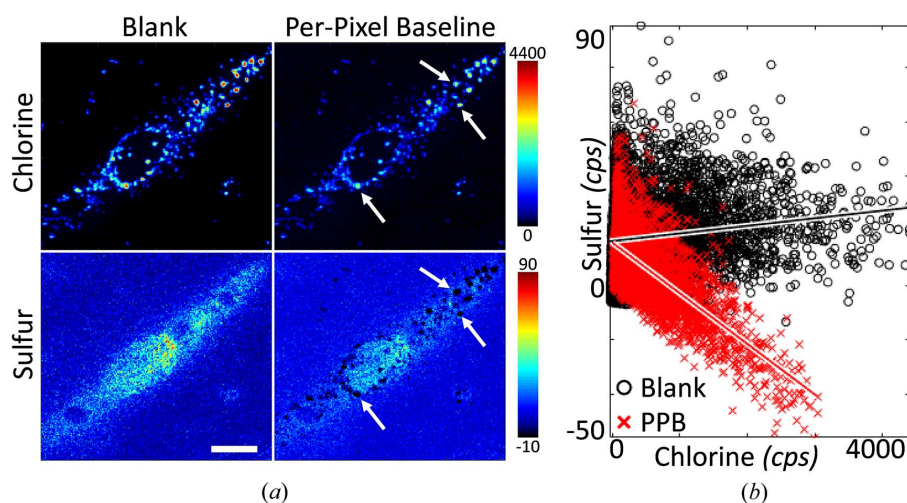 Blank Per-Pixel Baseline
Chlorine
4400
0
Sulfur
90
-10
(a)
90
Sulfur (cps)
0
-50
Blank
PPB
0 4000
Chlorine (cps)
(b)